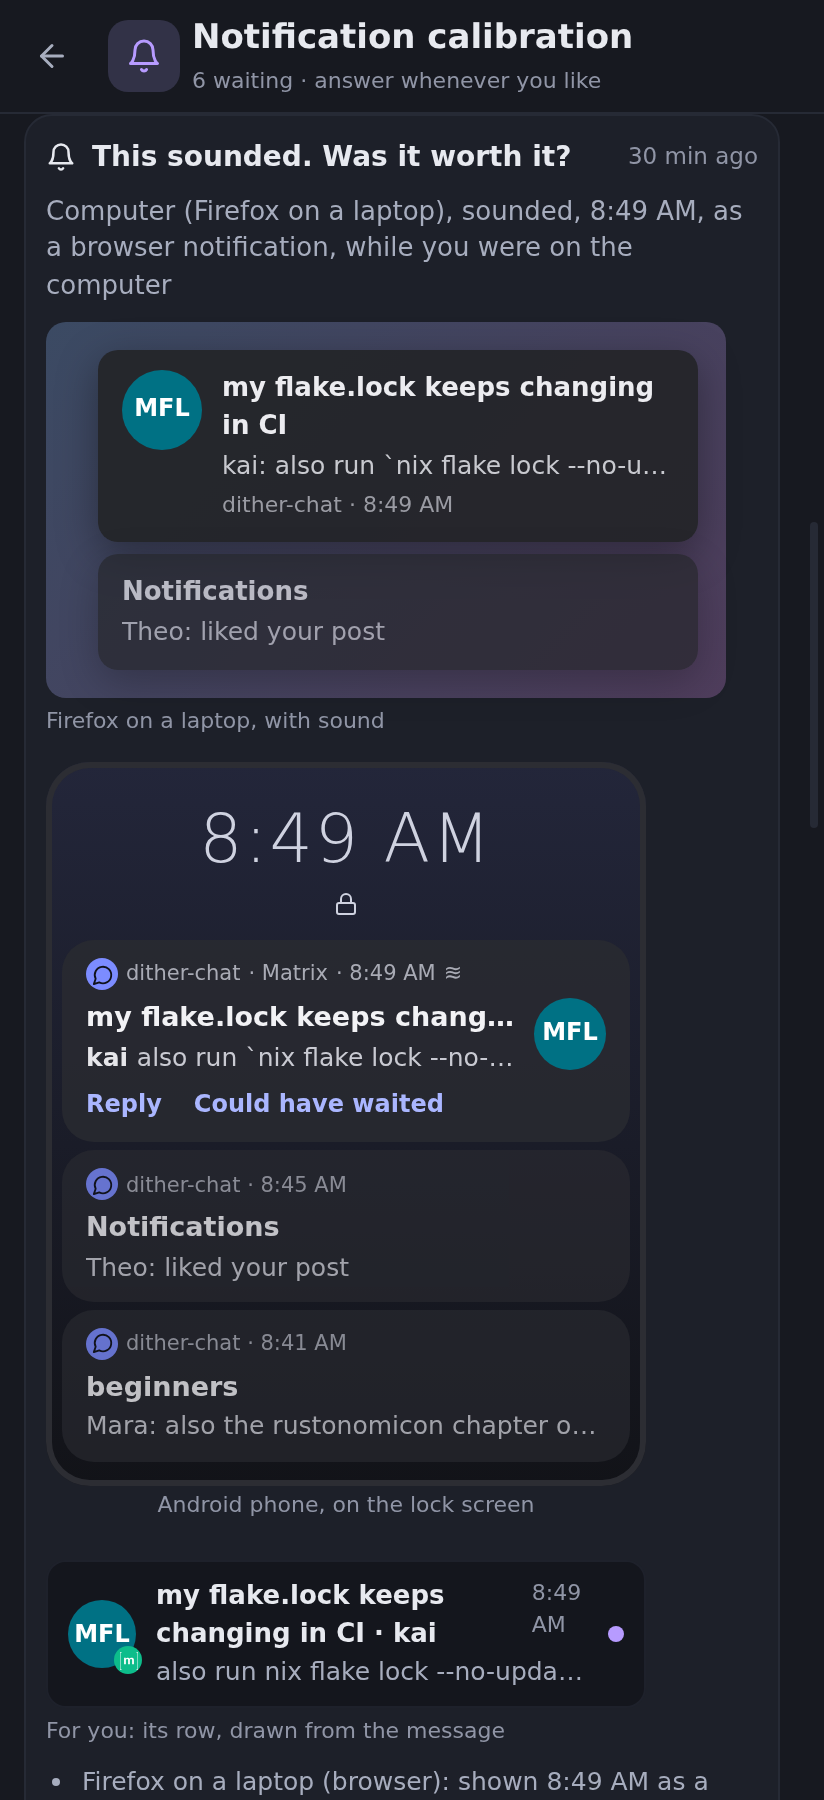 Notification calibration
6 waiting · answer whenever you like
This sounded. Was it worth it?
30 min ago
Computer (Firefox on a laptop), sounded, 8:49 AM, as
a browser notification, while you were on the
computer
MFL
my flake.lock keeps changing
in CI
kai: also run `nix flake lock --no-u…
dither-chat · 8:49 AM
Notifications
Theo: liked your post
Firefox on a laptop, with sound
8:49 AM
dither-chat · Matrix · 8:49 AM
my flake.lock keeps chang…
MFL
kai also run `nix flake lock --no-…
Reply
Could have waited
dither-chat · 8:45 AM
Notifications
Theo: liked your post
dither-chat · 8:41 AM
beginners
Mara: also the rustonomicon chapter o…
Android phone, on the lock screen
MFL
m
my flake.lock keeps
changing in CI · kai
8:49
AM
also run nix flake lock --no-upda…
For you: its row, drawn from the message
• Firefox on a laptop (browser): shown 8:49 AM as a